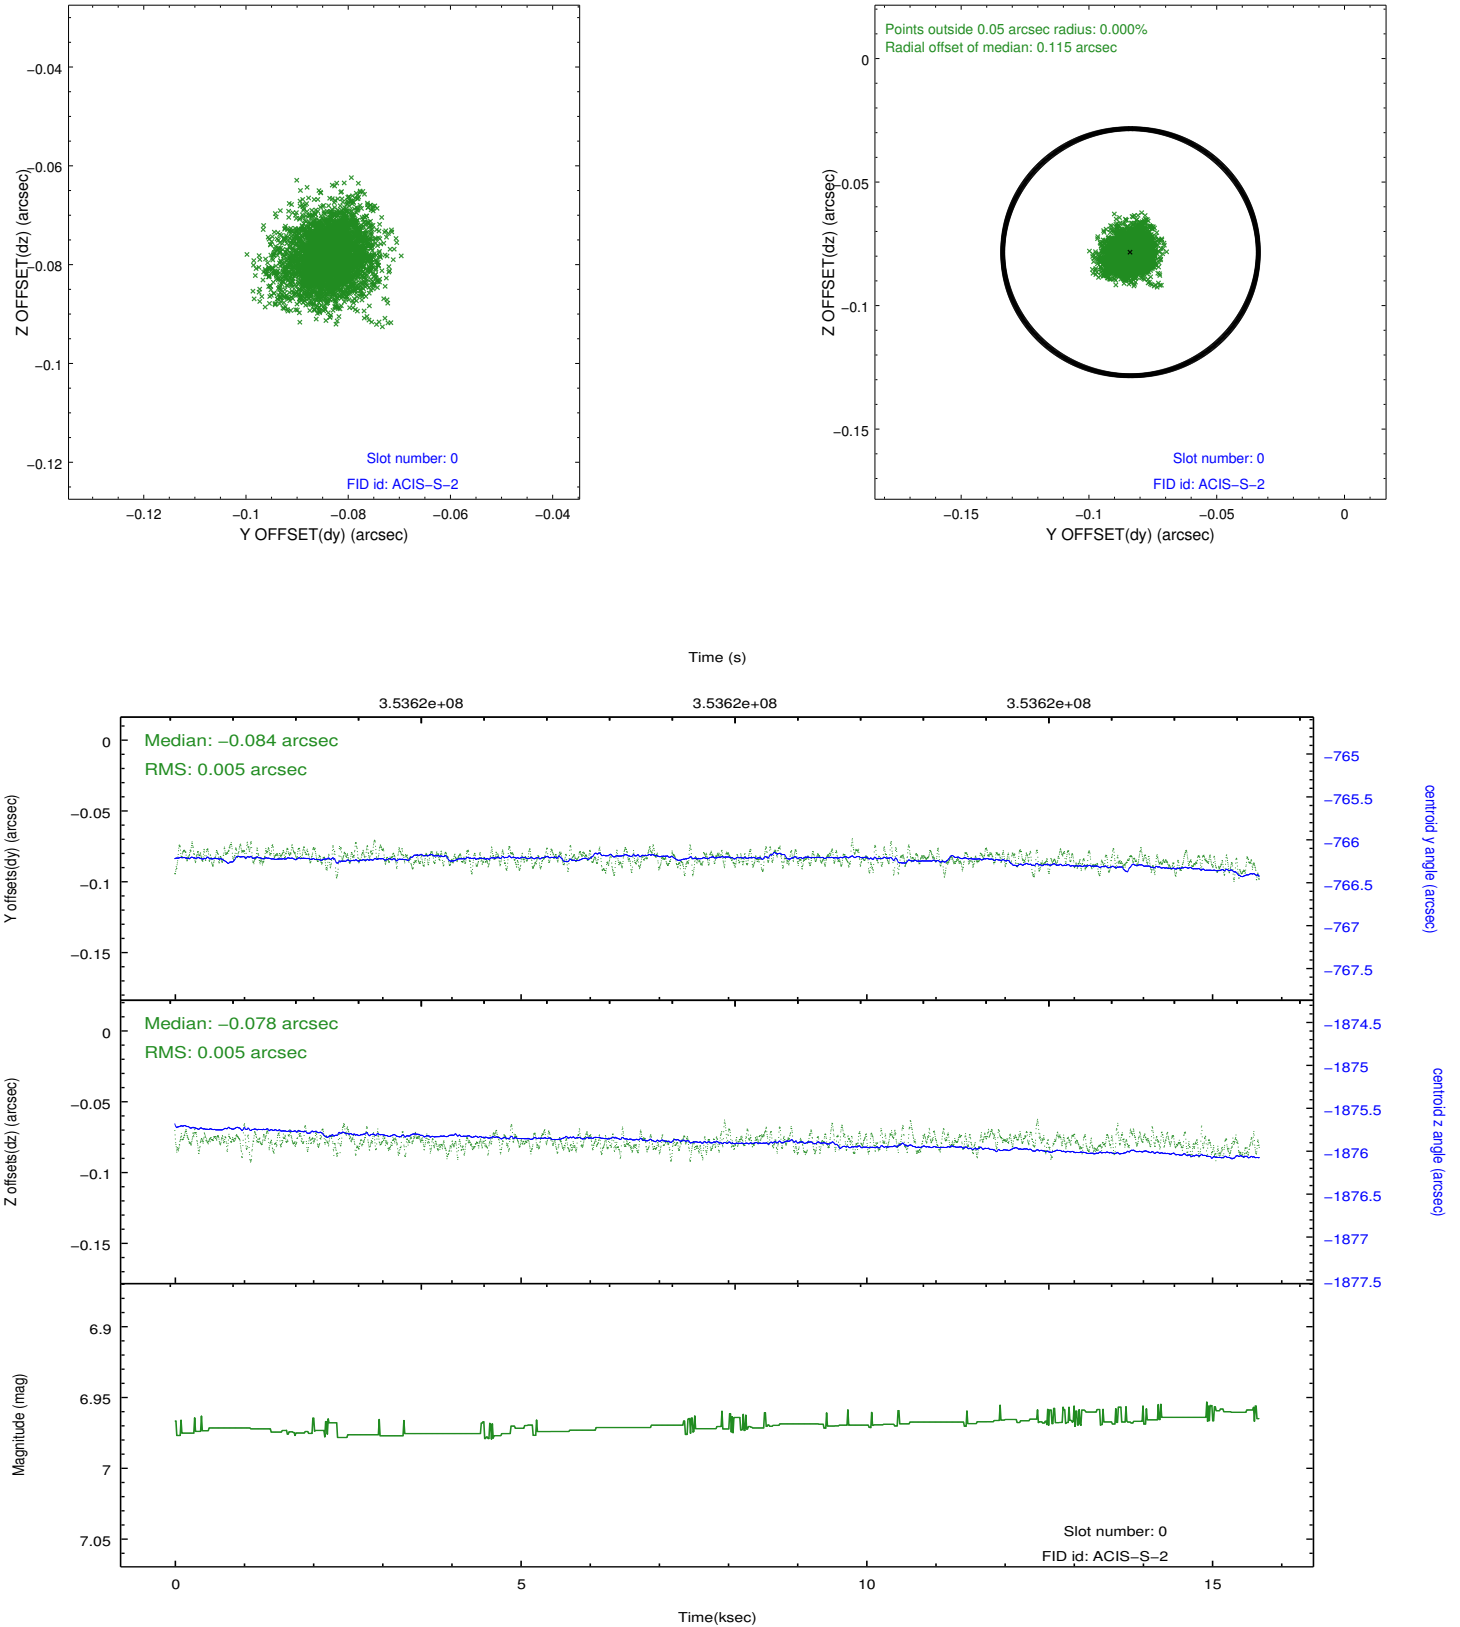 −0.04
−0.06
−0.08
−0.1
−0.12
Z OFFSET(dz) (arcsec)
Slot number: 0
FID id: ACIS−S−2
−0.12 −0.1 −0.08 −0.06 −0.04
Y OFFSET(dy) (arcsec)
Points outside 0.05 arcsec radius: 0.000%
Radial offset of median: 0.115 arcsec
0
−0.05
−0.1
−0.15
Z OFFSET(dz) (arcsec)
Slot number: 0
FID id: ACIS−S−2
−0.15 −0.1 −0.05 0
Y OFFSET(dy) (arcsec)
Time (s)
3.5362e+08 3.5362e+08 3.5362e+08
Median: −0.084 arcsec
RMS: 0.005 arcsec
0
−0.05
−0.1
−0.15
Y offsets(dy) (arcsec)
−765
−765.5
−766
−766.5
−767
−767.5
centroid y angle (arcsec)
Median: −0.078 arcsec
RMS: 0.005 arcsec
0
−0.05
−0.1
−0.15
Z offsets(dz) (arcsec)
−1874.5
−1875
−1875.5
−1876
−1876.5
−1877
−1877.5
centroid z angle (arcsec)
6.9
6.95
7
7.05
Magnitude (mag)
Slot number: 0
FID id: ACIS−S−2
0 5 10 15
Time(ksec)